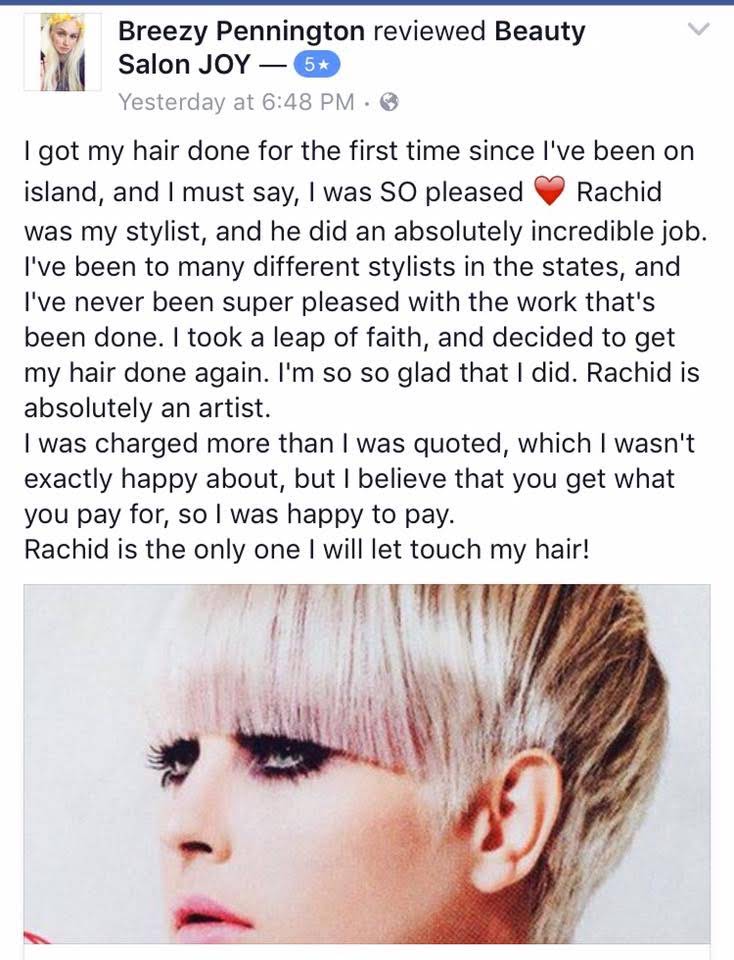 Breezy Pennington reviewed Beauty
Salon JOY — 5★
Yesterday at 6:48 PM ·
I got my hair done for the first time since I've been on
island, and I must say, I was SO pleased ❤️ Rachid
was my stylist, and he did an absolutely incredible job.
I've been to many different stylists in the states, and
I've never been super pleased with the work that's
been done. I took a leap of faith, and decided to get
my hair done again. I'm so so glad that I did. Rachid is
absolutely an artist.
I was charged more than I was quoted, which I wasn't
exactly happy about, but I believe that you get what
you pay for, so I was happy to pay.
Rachid is the only one I will let touch my hair!